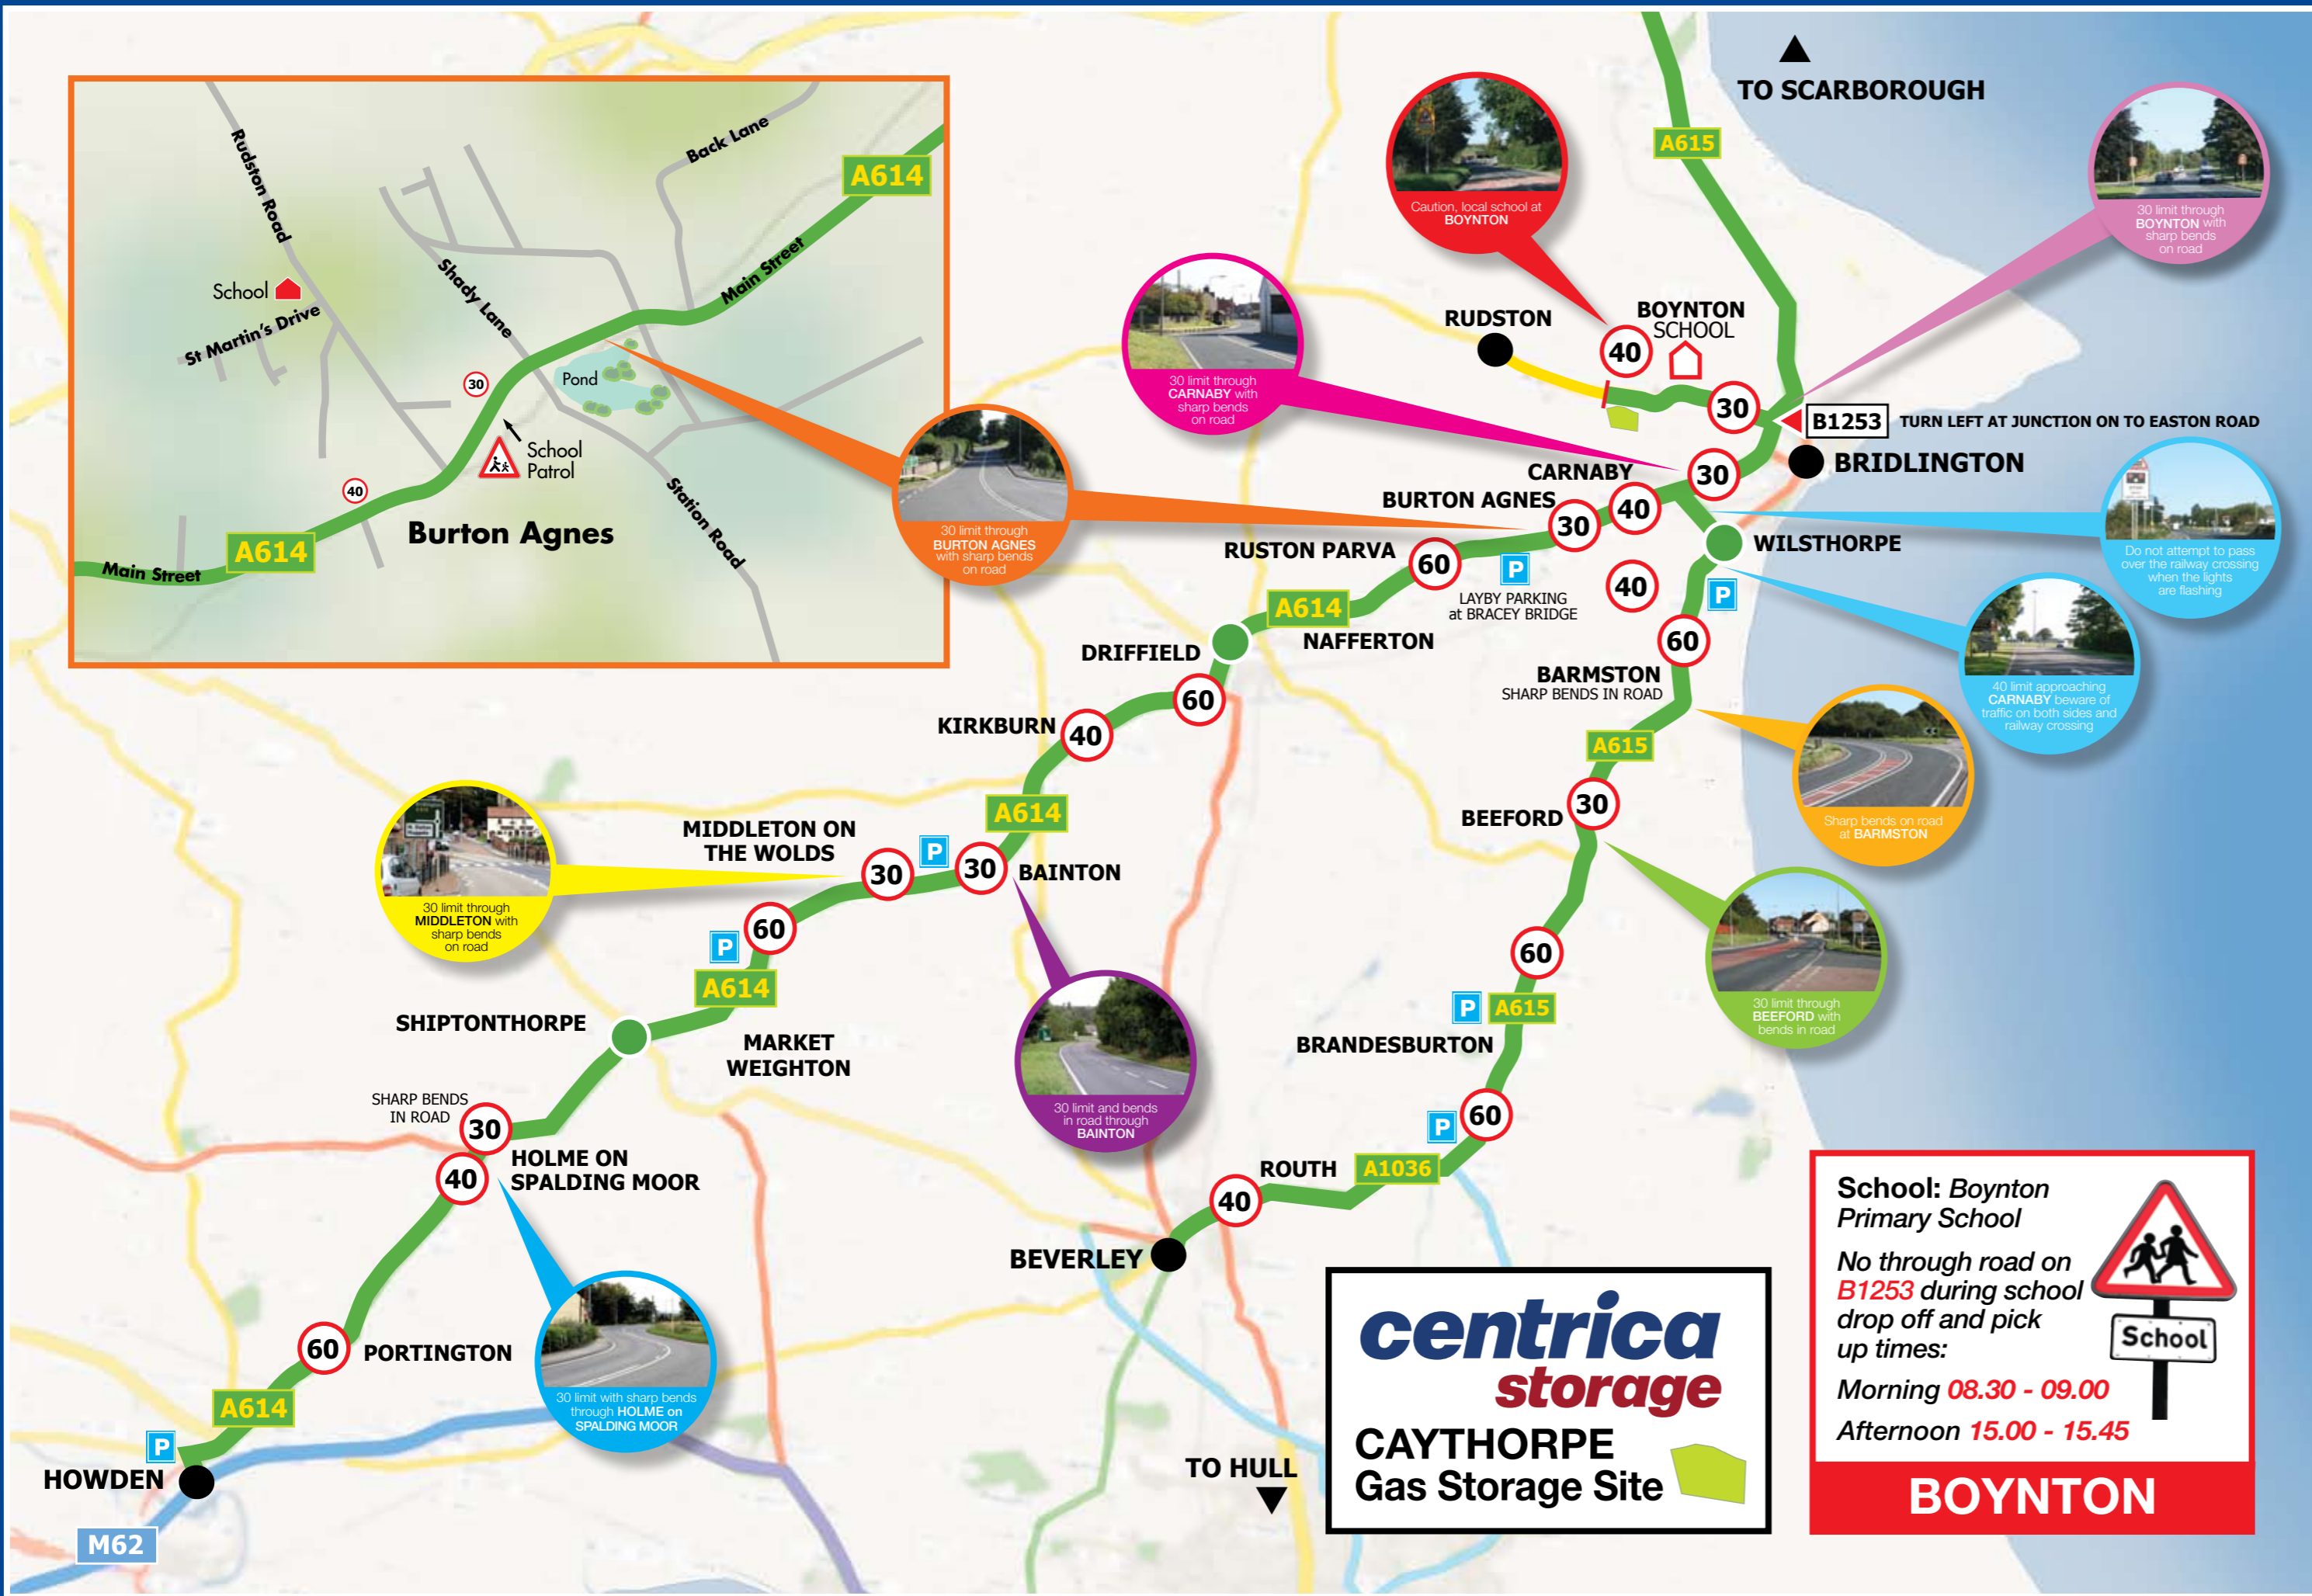 TO SCARBOROUGH
A615
Rudston Road
Back Lane
A614
School
St Martin's Drive
Shady Lane
Main Street
30
Pond
School
Patrol
40
Station Road
Burton Agnes
A614
Main Street
Caution, local school at
BOYNTON
30 limit through
BOYNTON with
sharp bends
on road
30 limit through
CARNABY with
sharp bends
on road
RUDSTON
BOYNTON
SCHOOL
40
30
B1253
TURN LEFT AT JUNCTION ON TO EASTON ROAD
BRIDLINGTON
CARNABY
30
BURTON AGNES
30
40
30 limit through
BURTON AGNES
with sharp bends
on road
RUSTON PARVA
60
P
LAYBY PARKING
at BRACEY BRIDGE
40
WILSTHORPE
P
Do not attempt to pass
over the railway crossing
when the lights
are flashing
40 limit approaching
CARNABY beware of
traffic on both sides and
railway crossing
A614
NAFFERTON
DRIFFIELD
60
60
BARMSTON
SHARP BENDS IN ROAD
KIRKBURN
40
A615
Sharp bends on road
at BARMSTON
A614
BEEFORD
30
MIDDLETON ON
THE WOLDS
30
P
30
BAINTON
30 limit through
MIDDLETON with
sharp bends
on road
30 limit through
BEEFORD with
bends in road
60
P
A614
60
P
A615
BRANDESBURTON
SHIPTONTHORPE
MARKET
WEIGHTON
30 limit and bends
in road through
BAINTON
SHARP BENDS
IN ROAD
30
HOLME ON
SPALDING MOOR
40
60
P
ROUTH
A1036
40
BEVERLEY
30 limit with sharp bends
through HOLME on
SPALDING MOOR
60
PORTINGTON
A614
P
HOWDEN
M62
TO HULL
centrica
storage
CAYTHORPE
Gas Storage Site
School: Boynton
Primary School
No through road on
B1253 during school
drop off and pick
up times:
Morning 08.30 - 09.00
Afternoon 15.00 - 15.45
School
BOYNTON